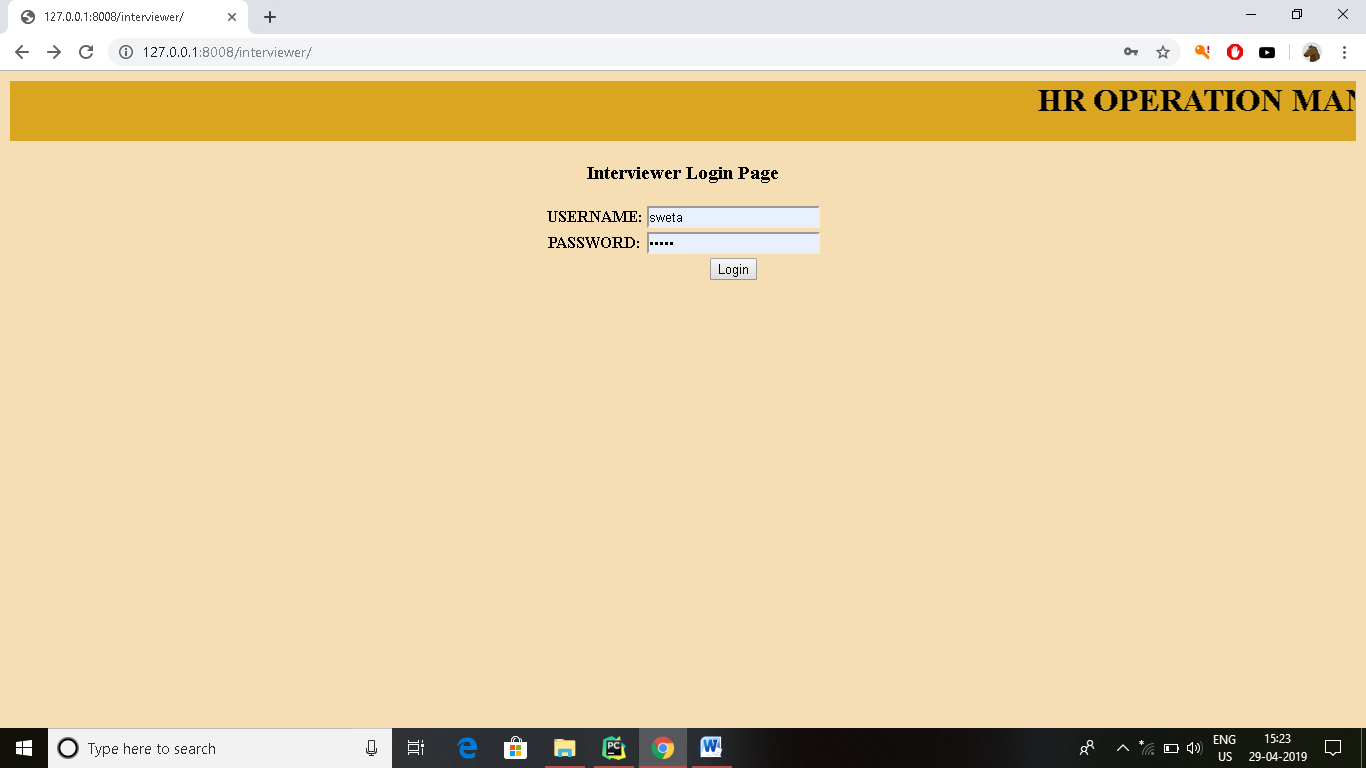 127.0.0.1:8008/interviewer/
127.0.0.1:8008/interviewer/
HR OPERATION
Interviewer Login Page
USERNAME: sweta
PASSWORD: •••••
Login
Type here to search
PC
W
ENG
US
15:23
29-04-2019